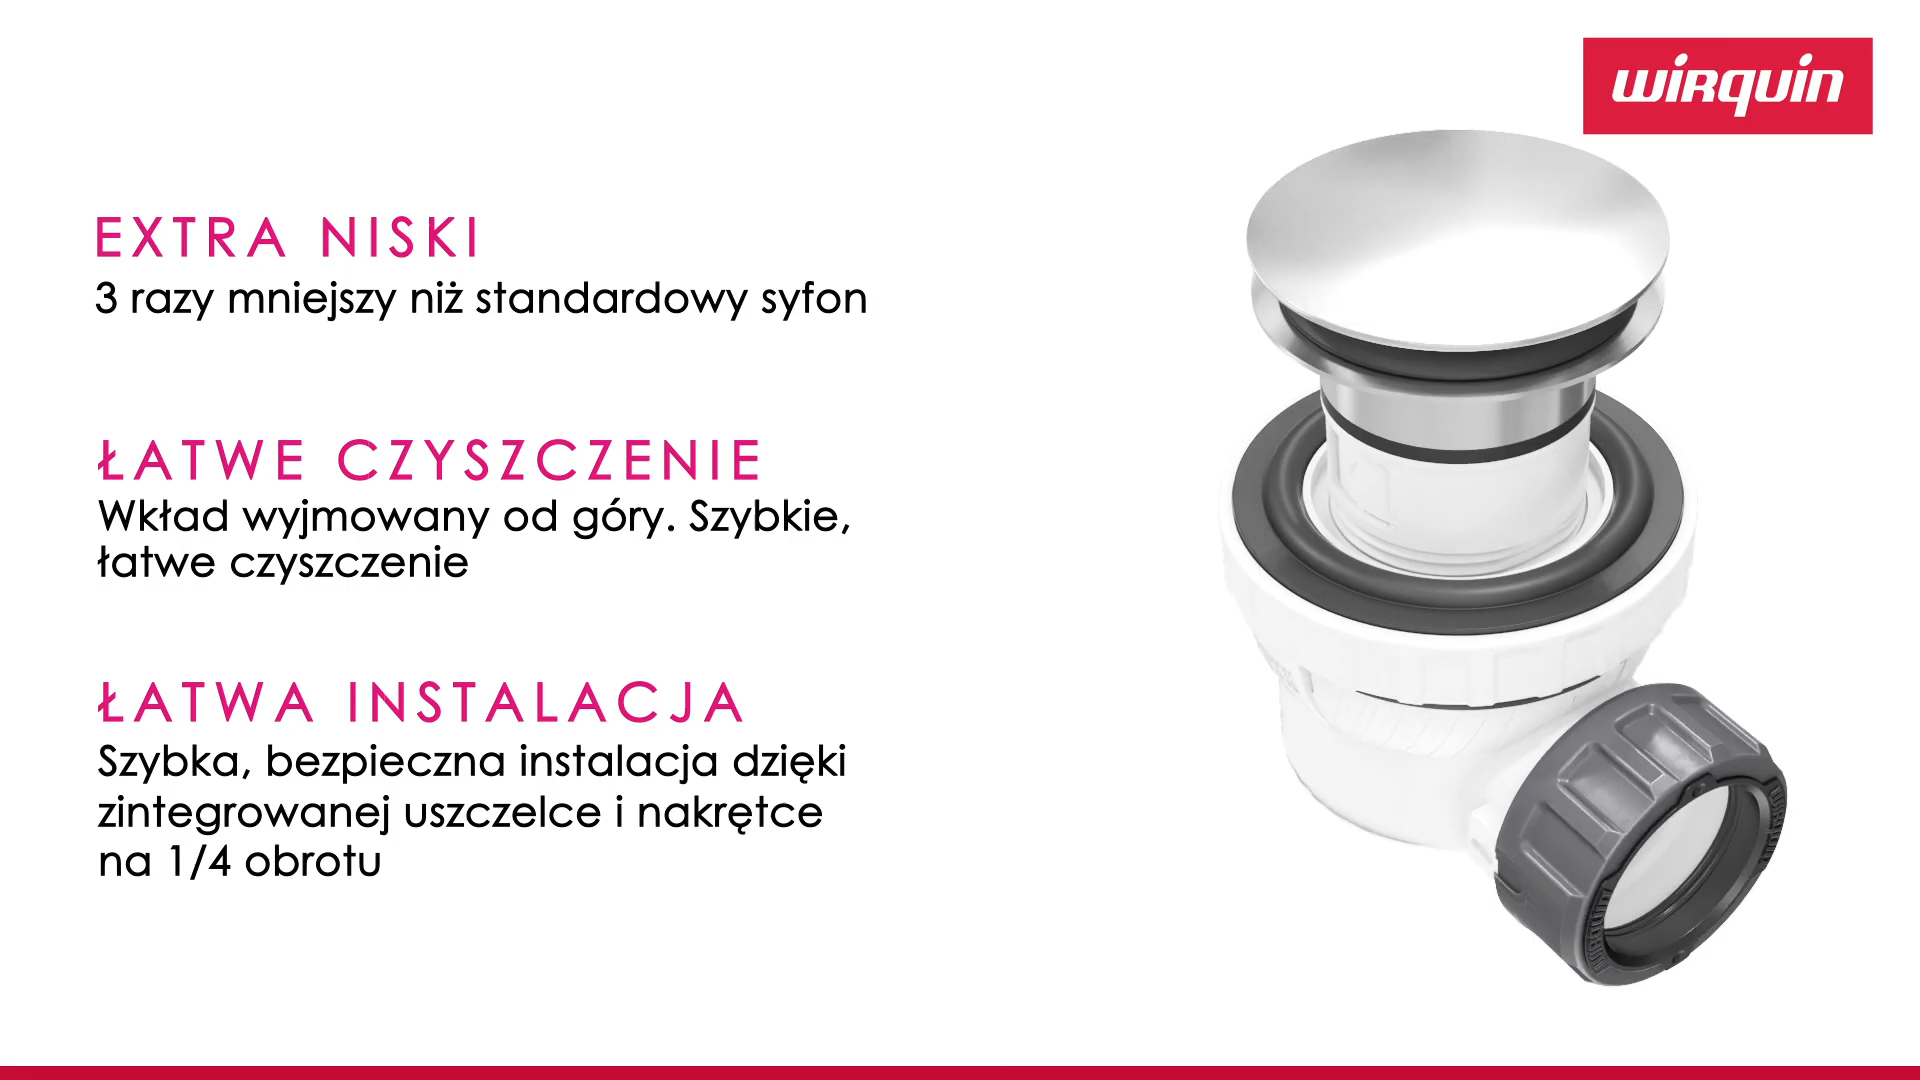 wirquin
EXTRA NISKI
3 razy mniejszy niż standardowy syfon
ŁATWE CZYSZCZENIE
Wkład wyjmowany od góry. Szybkie,
łatwe czyszczenie
ŁATWA INSTALACJA
Szybka, bezpieczna instalacja dzięki
zintegrowanej uszczelce i nakrętce
na 1/4 obrotu